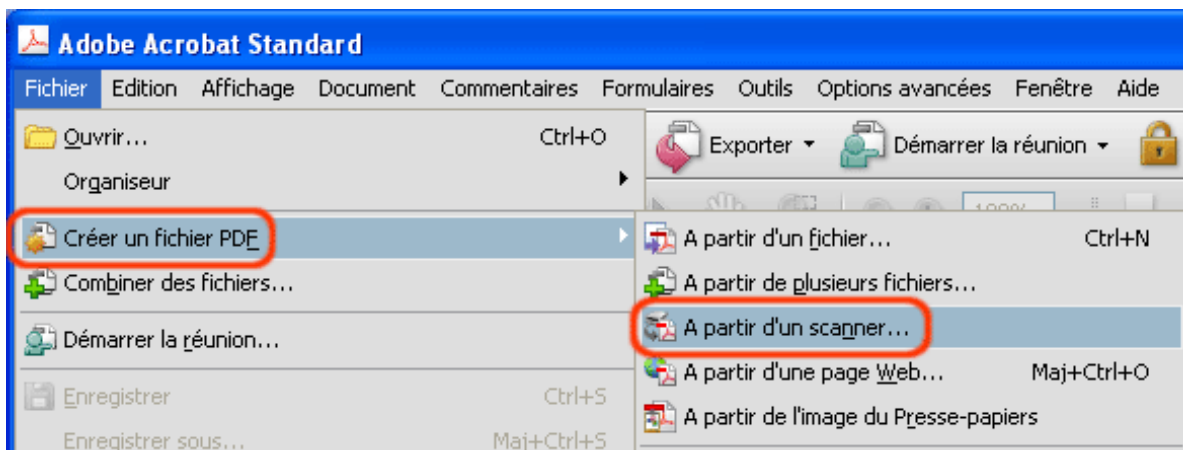 Adobe Acrobat Standard
Fichier Edition Affichage Document Commentaires Formulaires Outils Options avancées Fenêtre Aide
Ouvrir... Ctrl+O
Exporter Démarrer la réunion
Organiseur
Créer un fichier PDF
A partir d'un fichier... Ctrl+N
Combiner des fichiers...
A partir de plusieurs fichiers...
Démarrer la réunion...
A partir d'un scanner...
A partir d'une page Web... Maj+Ctrl+O
Enregistrer Ctrl+S
A partir de l'image du Presse-papiers
Enregistrer sous... Maj+Ctrl+S